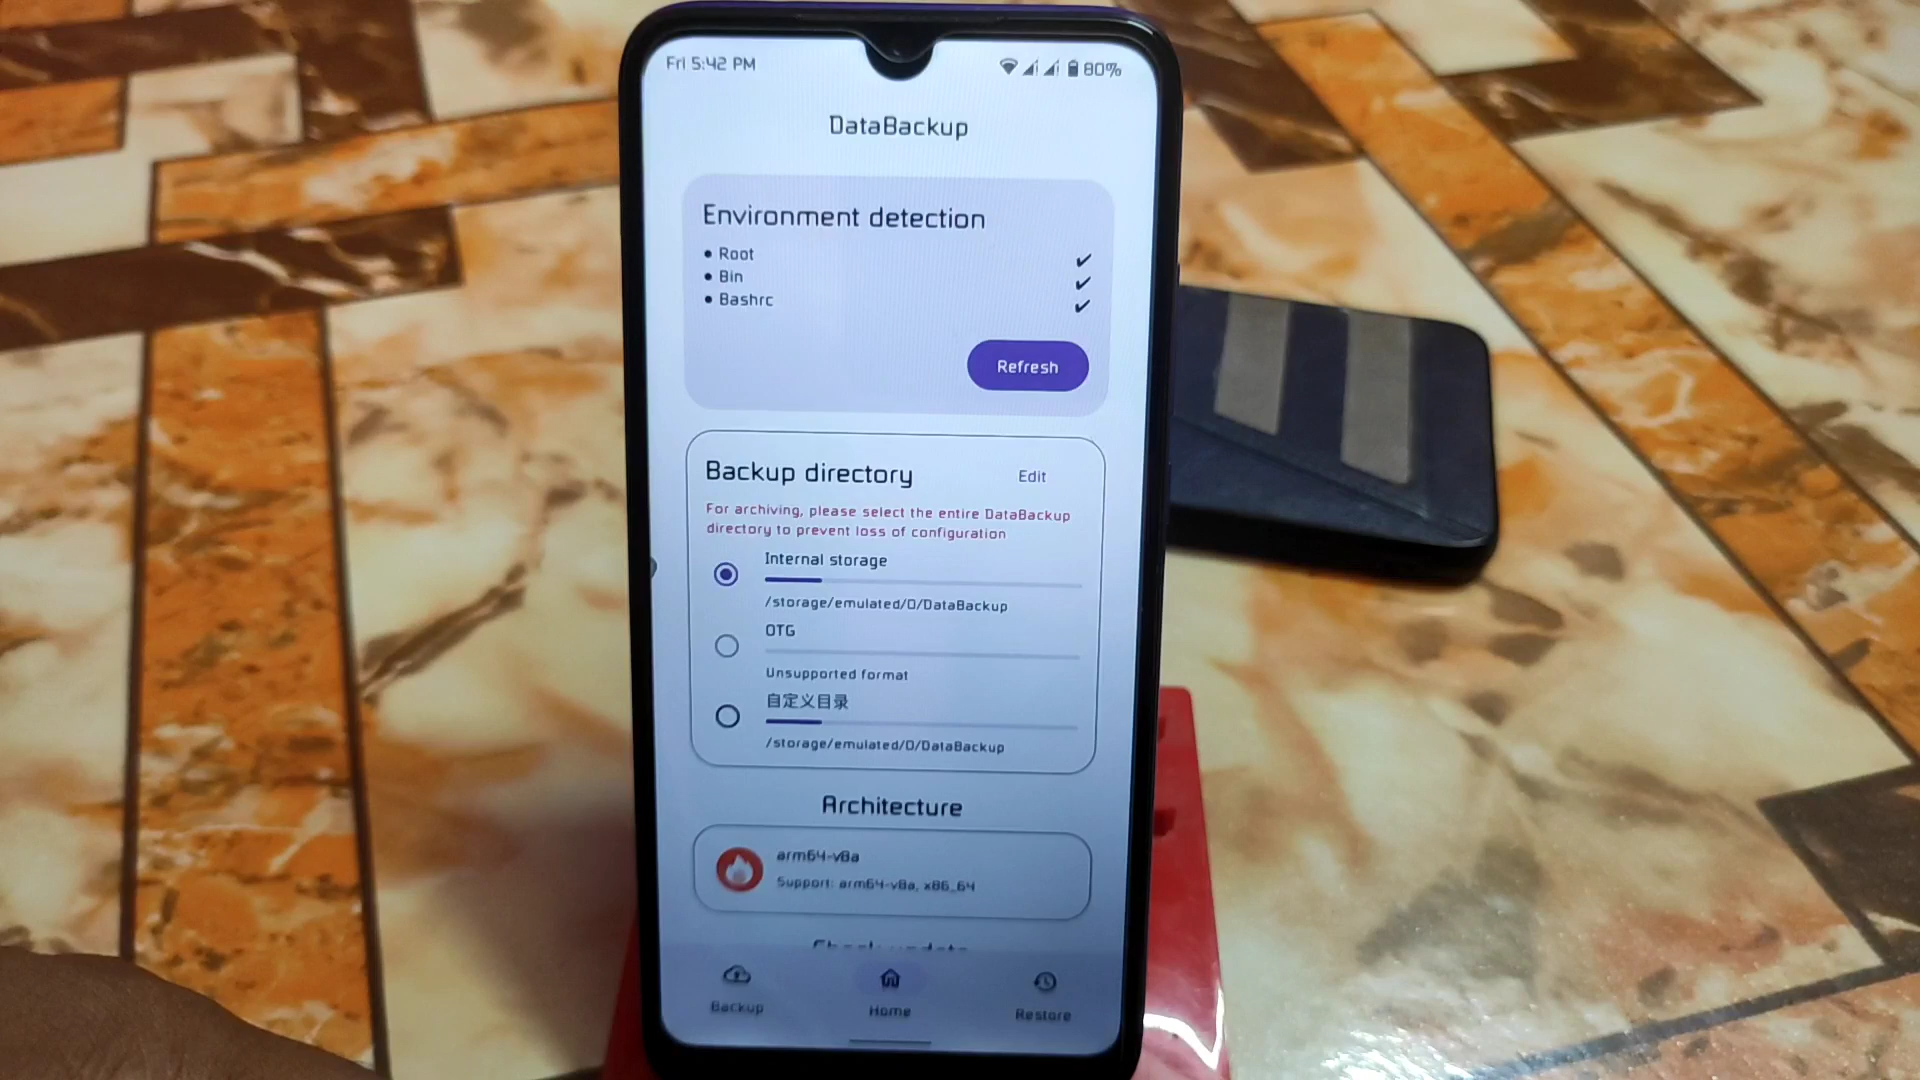 Fri 5:42 PM
80%
DataBackup
Environment detection
• Root ✔
• Bin ✔
• Bashrc ✔
Refresh
Backup directory
Edit
For archiving, please select the entire DataBackup
directory to prevent loss of configuration
Internal storage
/storage/emulated/0/DataBackup
OTG
Unsupported format
自定义目录
/storage/emulated/0/DataBackup
Architecture
arm64-v8a
Support: arm64-v8a, x86_64
Backup
Home
Restore